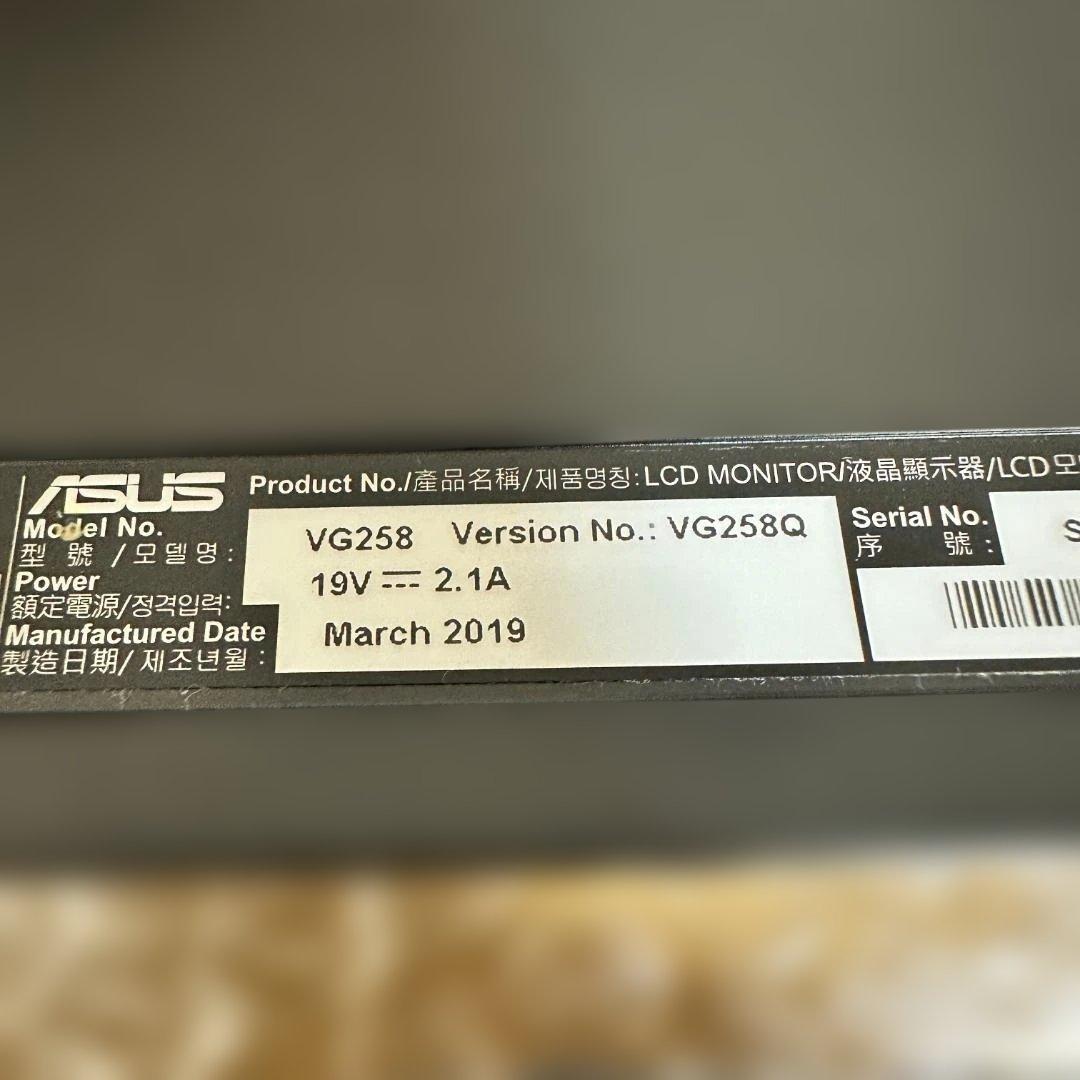 ASUS
Product No./產品名稱/제품명칭: LCD MONITOR/液晶顯示器/LCD
Model No.
型 號 / 모델명 :
VG258 Version No.: VG258Q
Serial No.
序 號 :
S
Power
額定電源/정격입력:
19V ⎓ 2.1A
Manufactured Date
製造日期/ 제조년월 :
March 2019